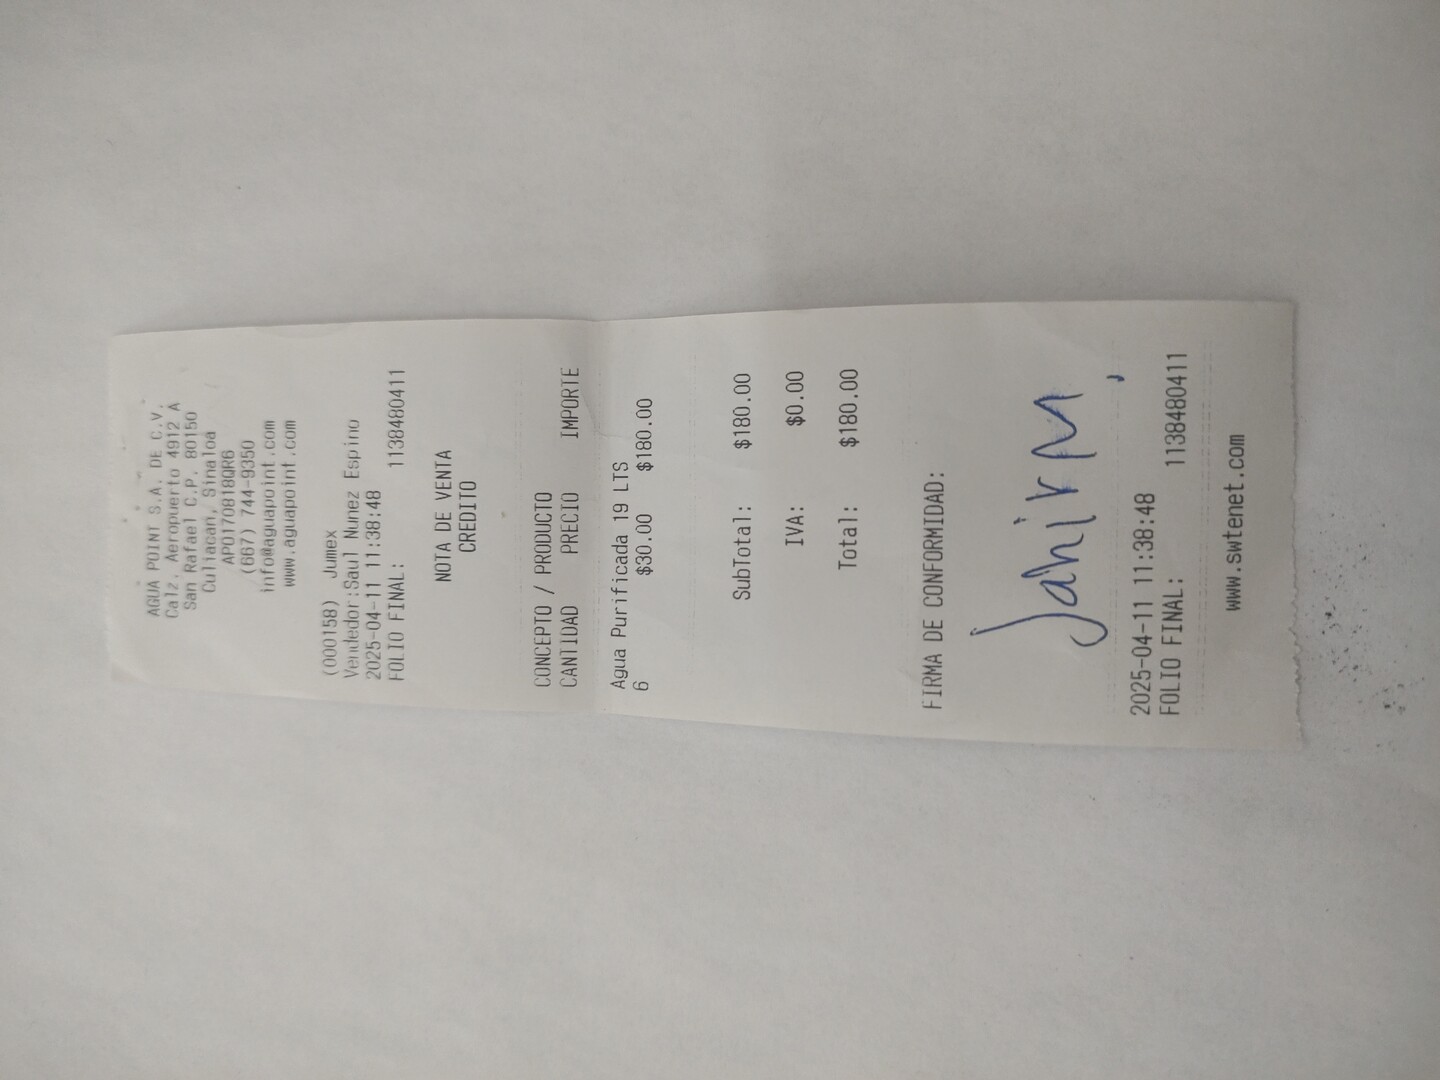 AGUA POINT S.A. DE C.V.
Calz. Aeropuerto 4912 A
San Rafael C.P. 80150
Culiacan, Sinaloa
APO170818QR6
(667) 744-9350
info@aguapoint.com
www.aguapoint.com
(000158) Jumex
Vendedor:Saul Nunez Espino
2025-04-11 11:38:48
FOLIO FINAL: 1138480411
NOTA DE VENTA
CREDITO
CONCEPTO / PRODUCTO
CANTIDAD PRECIO IMPORTE
Agua Purificada 19 LTS
6 $30.00 $180.00
SubTotal: $180.00
IVA: $0.00
Total: $180.00
FIRMA DE CONFORMIDAD:
Jahir M.
2025-04-11 11:38:48
FOLIO FINAL: 1138480411
www.swtenet.com